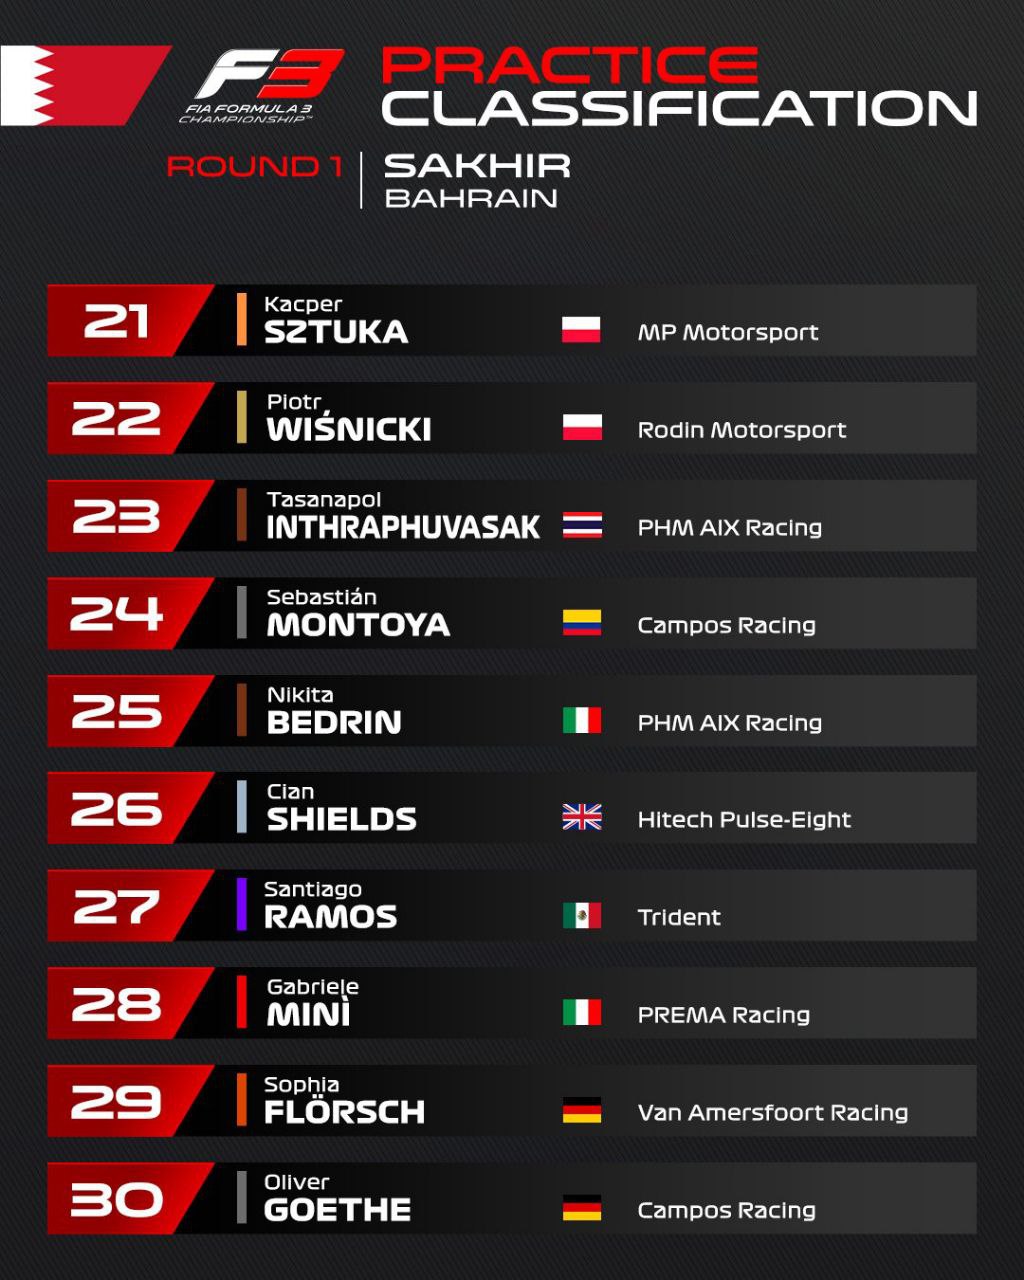 F3
FIA FORMULA 3
CHAMPIONSHIP™
PRACTICE
CLASSIFICATION
ROUND 1
SAKHIR
BAHRAIN
21
Kacper
SZTUKA
MP Motorsport
22
Piotr
WIŚNICKI
Rodin Motorsport
23
Tasanapol
INTHRAPHUVASAK
PHM AIX Racing
24
Sebastián
MONTOYA
Campos Racing
25
Nikita
BEDRIN
PHM AIX Racing
26
Cian
SHIELDS
Hitech Pulse-Eight
27
Santiago
RAMOS
Trident
28
Gabriele
MINÌ
PREMA Racing
29
Sophia
FLÖRSCH
Van Amersfoort Racing
30
Oliver
GOETHE
Campos Racing